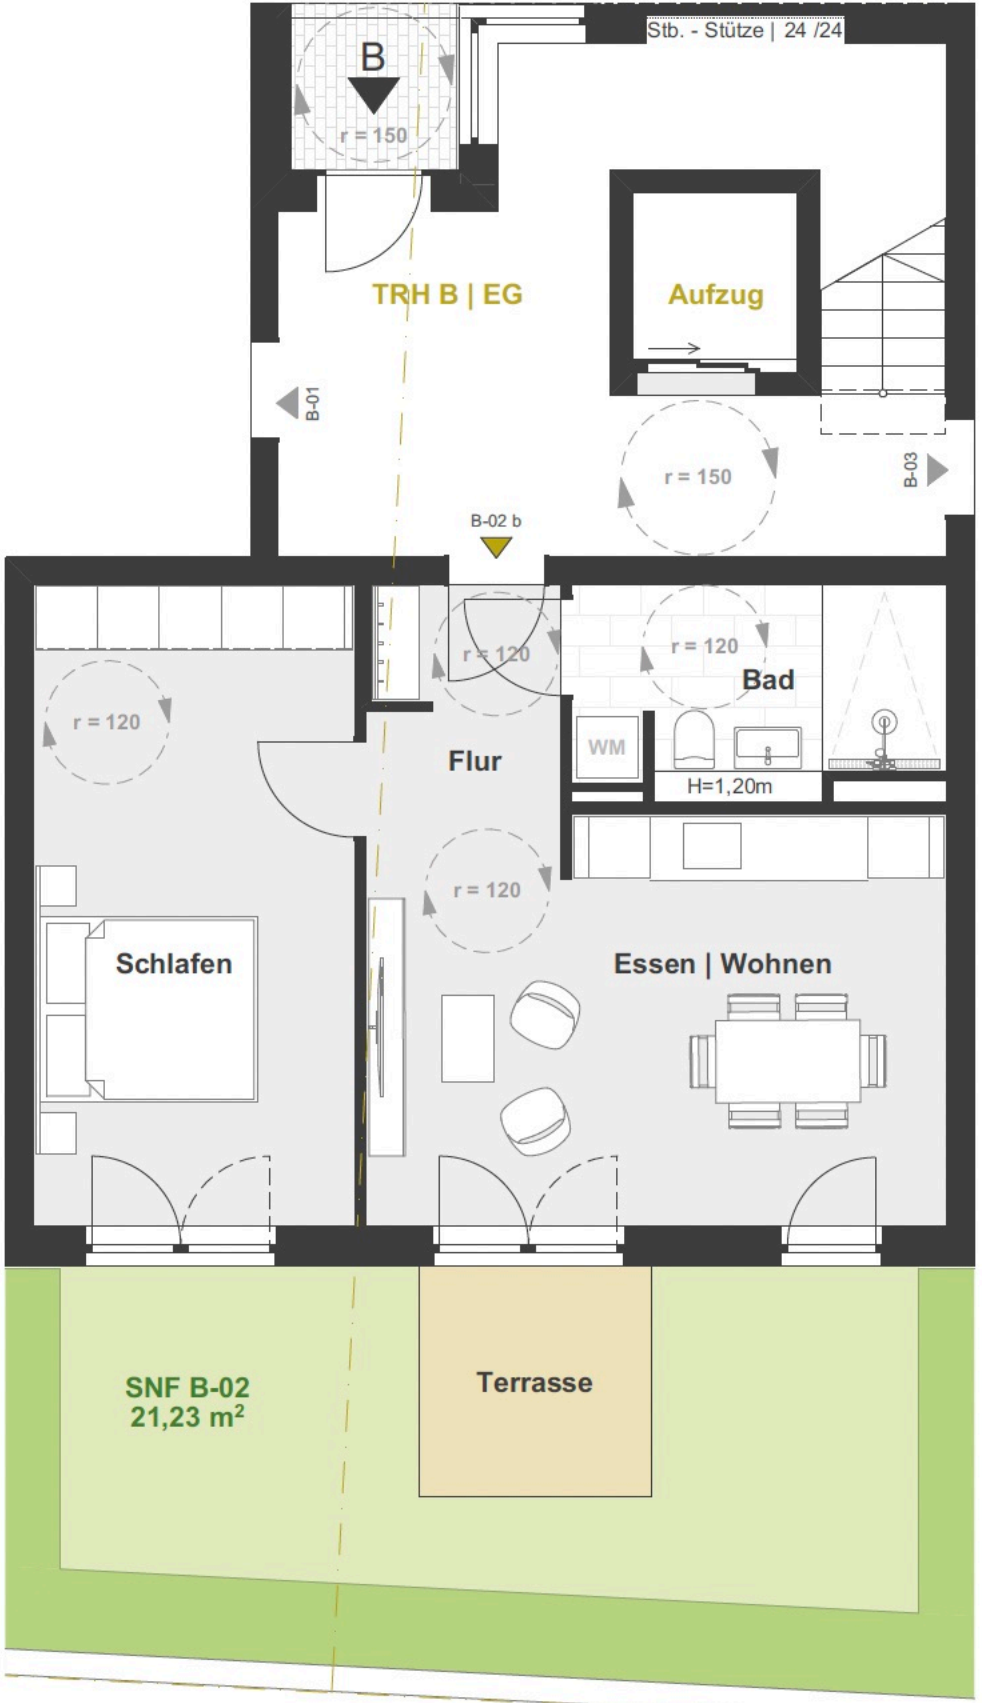 Stb. - Stütze | 24 /24
B
r = 150
TRH B | EG
Aufzug
B-01
r = 150
B-03
B-02 b
r = 120
r = 120
Bad
r = 120
Flur
WM
H=1,20m
r = 120
Schlafen
Essen | Wohnen
Terrasse
SNF B-02
21,23 m²